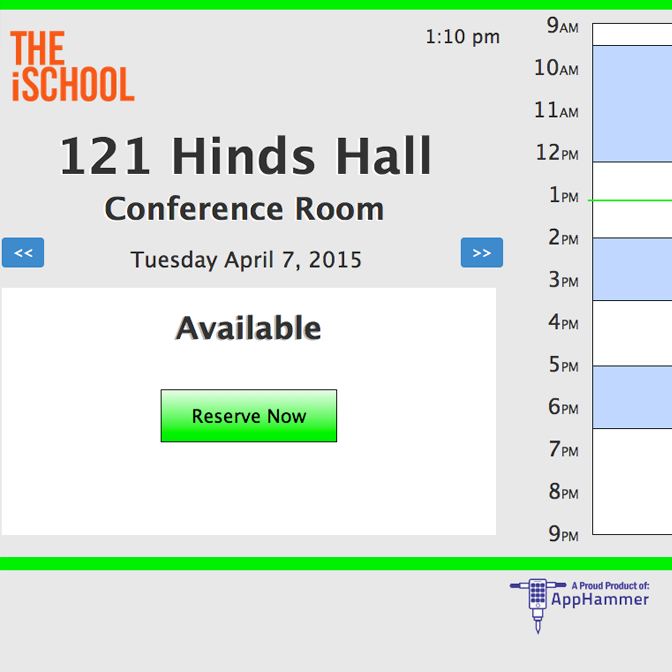 THE
iSCHOOL
1:10 pm
121 Hinds Hall
Conference Room
<<
Tuesday April 7, 2015
>>
Available
Reserve Now
9AM
10AM
11AM
12PM
1PM
2PM
3PM
4PM
5PM
6PM
7PM
8PM
9PM
A Proud Product of:
AppHammer